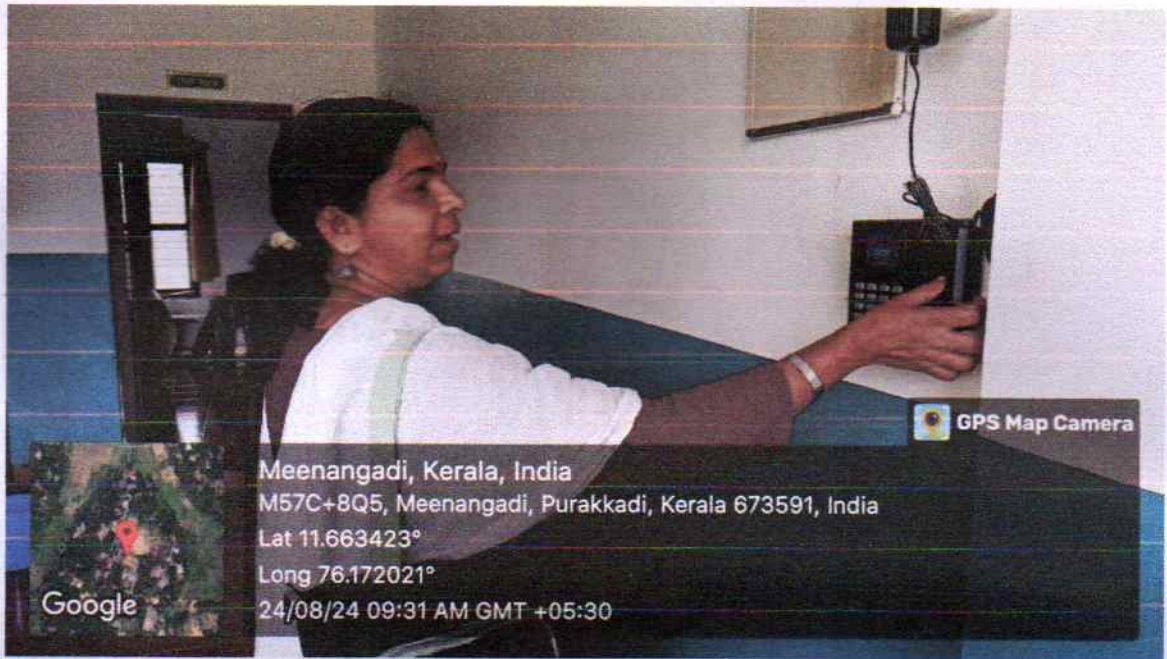 GPS Map Camera
Meenangadi, Kerala, India
M57C+8Q5, Meenangadi, Purakkadi, Kerala 673591, India
Lat 11.663423°
Long 76.172021°
24/08/24 09:31 AM GMT +05:30
Google